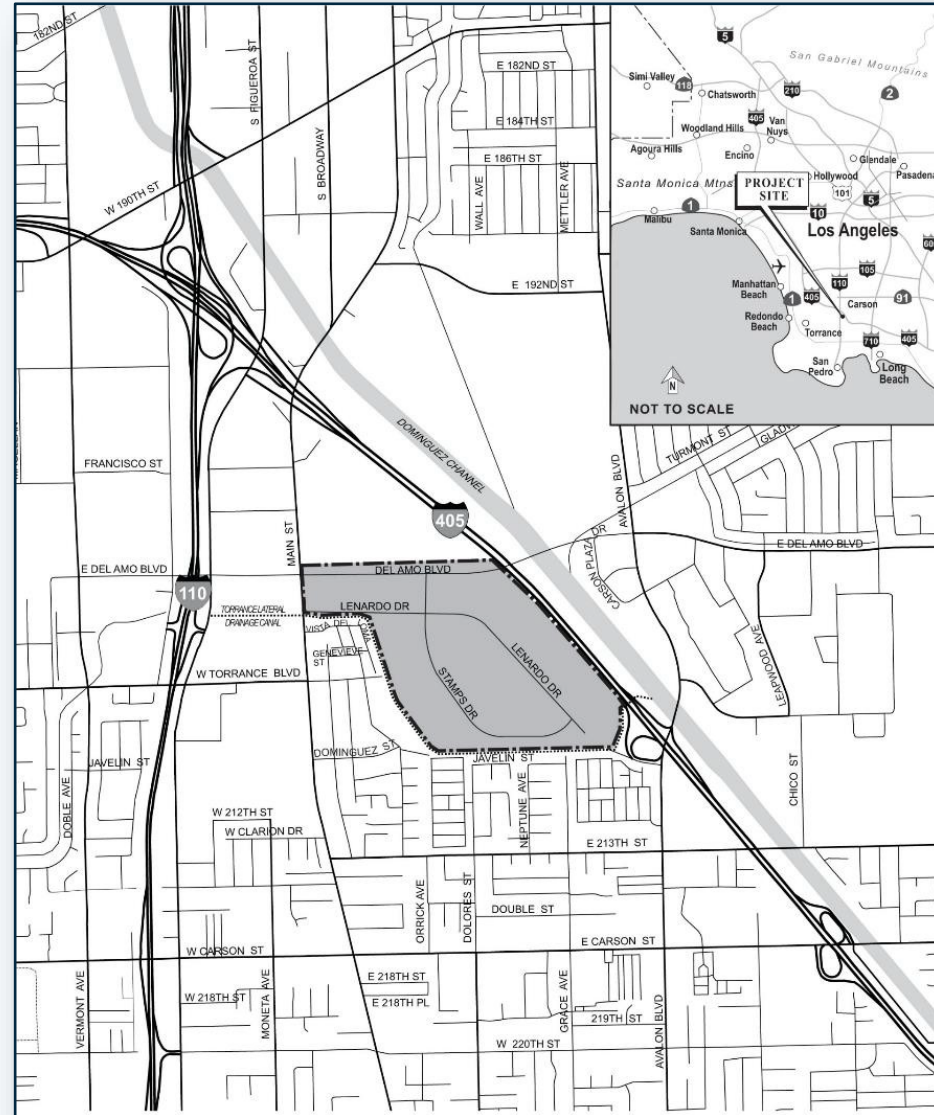 182ND ST
S FIGUEROA ST
S BROADWAY
E 182ND ST
E 184TH ST
E 186TH ST
WALL AVE
METTLER AVE
W 190TH ST
E 192ND ST
5
San Gabriel Mountains
Simi Valley
118
Chatsworth
210
2
405
Van
Nuys
Woodland Hills
Agoura Hills
Encino
Glendale
Pasadena
Santa Monica Mtns
PROJECT
SITE
Hollywood
101
5
1
Malibu
Santa Monica
10
Los Angeles
60
Manhattan
Beach
105
110
1
405
Carson
91
Redondo
Beach
Torrance
710
405
San
Pedro
Long
Beach
N
NOT TO SCALE
DOMINGUEZ CHANNEL
TURMONT ST
AVALON BLVD
FRANCISCO ST
MAIN ST
405
CARSON PLAZA DR
E DEL AMO BLVD
E DEL AMO BLVD
DEL AMO BLVD
110
TORRANCE LATERAL
DRAINAGE CANAL
LENARDO DR
VISTA DEL
LOMA
GENEVIEVE
ST
W TORRANCE BLVD
STAMPS DR
LENARDO DR
LEAPWOOD AVE
DOMINGUEZ ST
JAVELIN ST
JAVELIN ST
DOBLE AVE
NEPTUNE AVE
CHICO ST
W 212TH ST
W CLARION DR
E 213TH ST
ORRICK AVE
DOLORES ST
DOUBLE ST
W CARSON ST
E CARSON ST
VERMONT AVE
W 218TH ST
MONETA AVE
E 218TH ST
E 218TH PL
GRACE AVE
219TH ST
AVALON BLVD
W 220TH ST